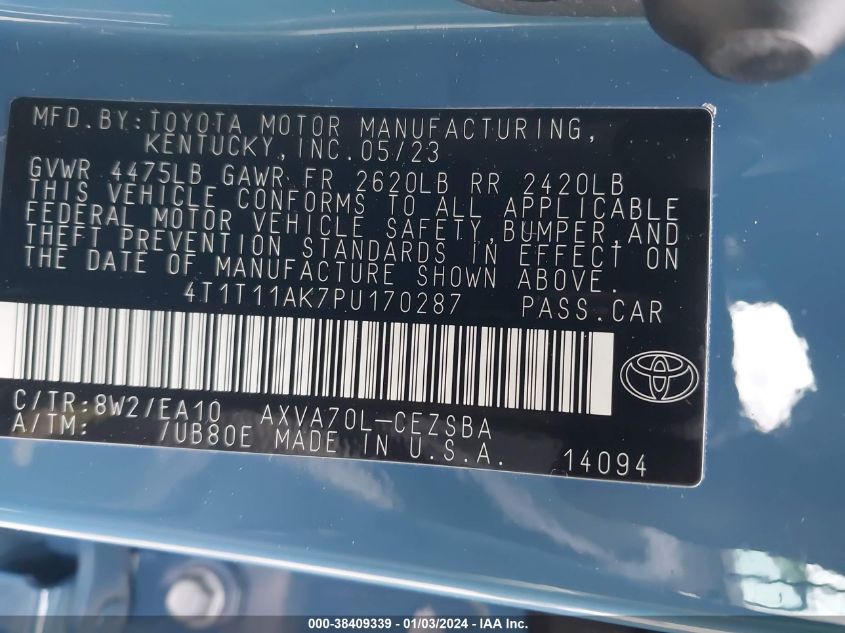 MFD.BY:TOYOTA MOTOR MANUFACTURING,
KENTUCKY,INC.05/23
GVWR 4475LB GAWR FR 2620LB RR 2420LB
THIS VEHICLE CONFORMS TO ALL APPLICABLE
FEDERAL MOTOR VEHICLE SAFETY,BUMPER,AND
THEFT PREVENTION STANDARDS IN EFFECT ON
THE DATE OF MANUFACTURE SHOWN ABOVE.
4T1T11AK7PU170287 PASS.CAR
C/TR:8W2/EA10 AXVA70L-CEZSBA
A/TM: /UB80E MADE IN U.S.A. 14094
000-38409339 - 01/03/2024 - IAAI Inc.